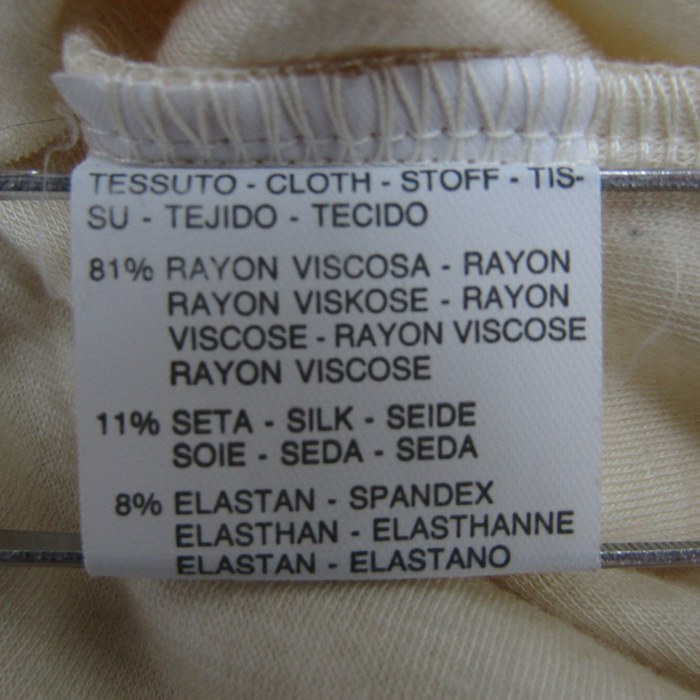 TESSUTO - CLOTH - STOFF - TIS-
SU - TEJIDO - TECIDO
81% RAYON VISCOSA - RAYON
RAYON VISKOSE - RAYON
VISCOSE - RAYON VISCOSE
RAYON VISCOSE
11% SETA - SILK - SEIDE
SOIE - SEDA - SEDA
8% ELASTAN - SPANDEX
ELASTHAN - ELASTHANNE
ELASTAN - ELASTANO